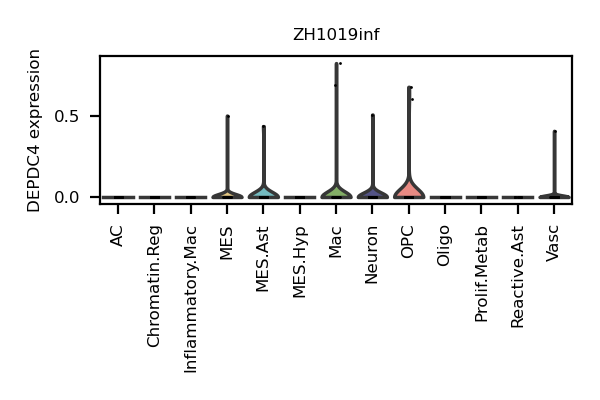 ZH1019inf
DEPDC4 expression
0.5
0.0
AC
Chromatin.Reg
Inflammatory.Mac
MES
MES.Ast
MES.Hyp
Mac
Neuron
OPC
Oligo
Prolif.Metab
Reactive.Ast
Vasc